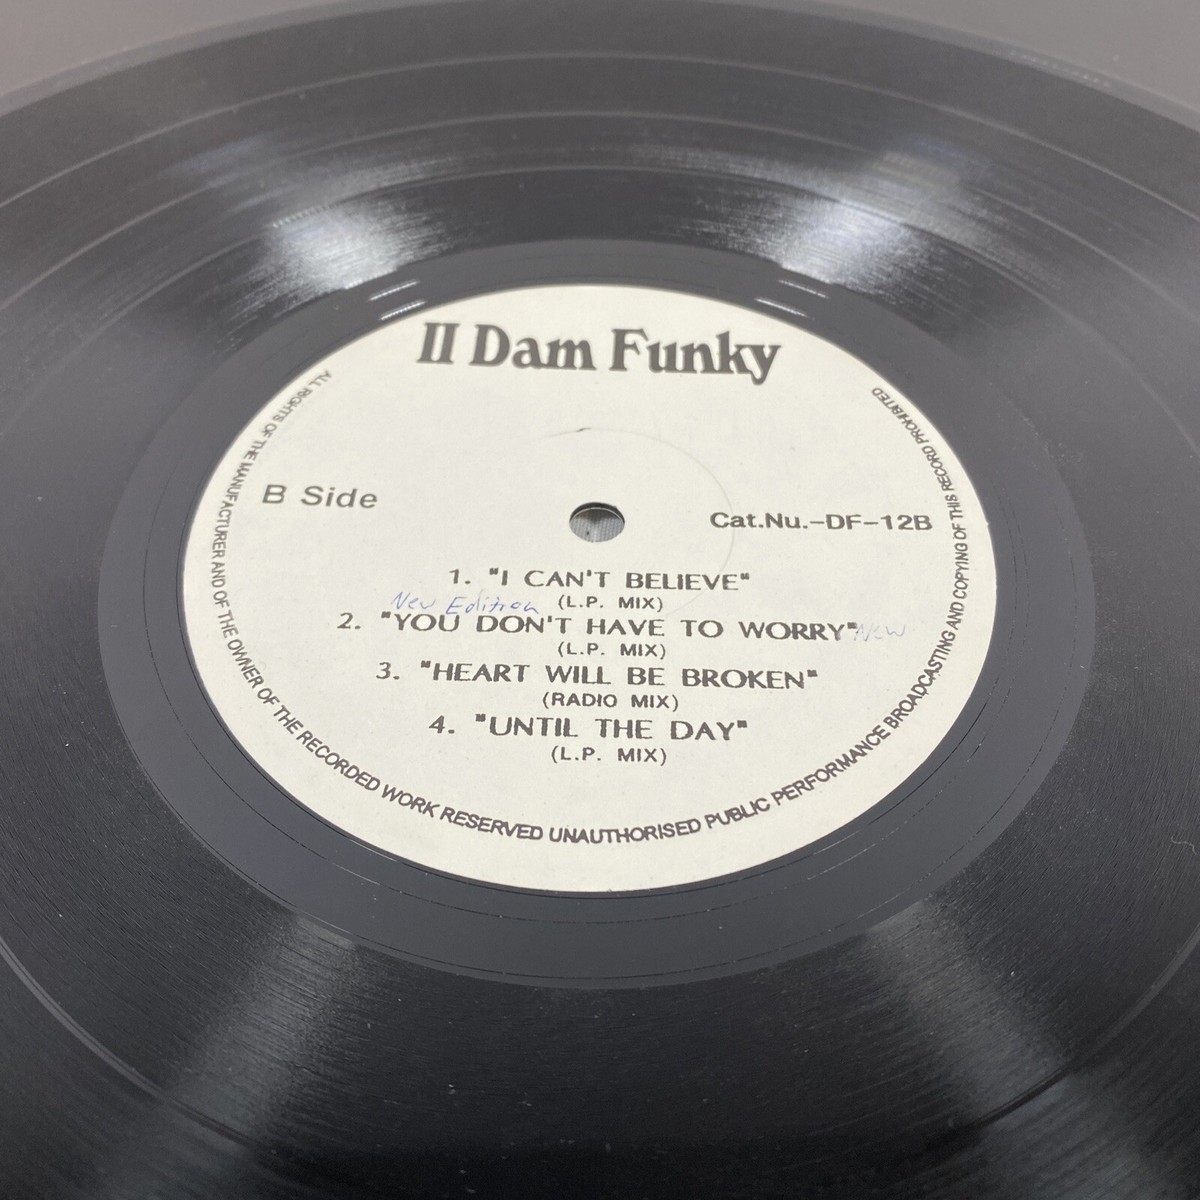 II Dam Funky
B Side
Cat.Nu.-DF-12B
1. "I CAN'T BELIEVE"
(L.P. MIX)
New Edition
2. "YOU DON'T HAVE TO WORRY" New
(L.P. MIX)
3. "HEART WILL BE BROKEN"
(RADIO MIX)
4. "UNTIL THE DAY"
(L.P. MIX)
ALL RIGHTS OF THE MANUFACTURER AND OF THE OWNER OF THE RECORDED WORK RESERVED UNAUTHORISED PUBLIC PERFORMANCE BROADCASTING AND COPYING OF THIS RECORD PROHIBITED